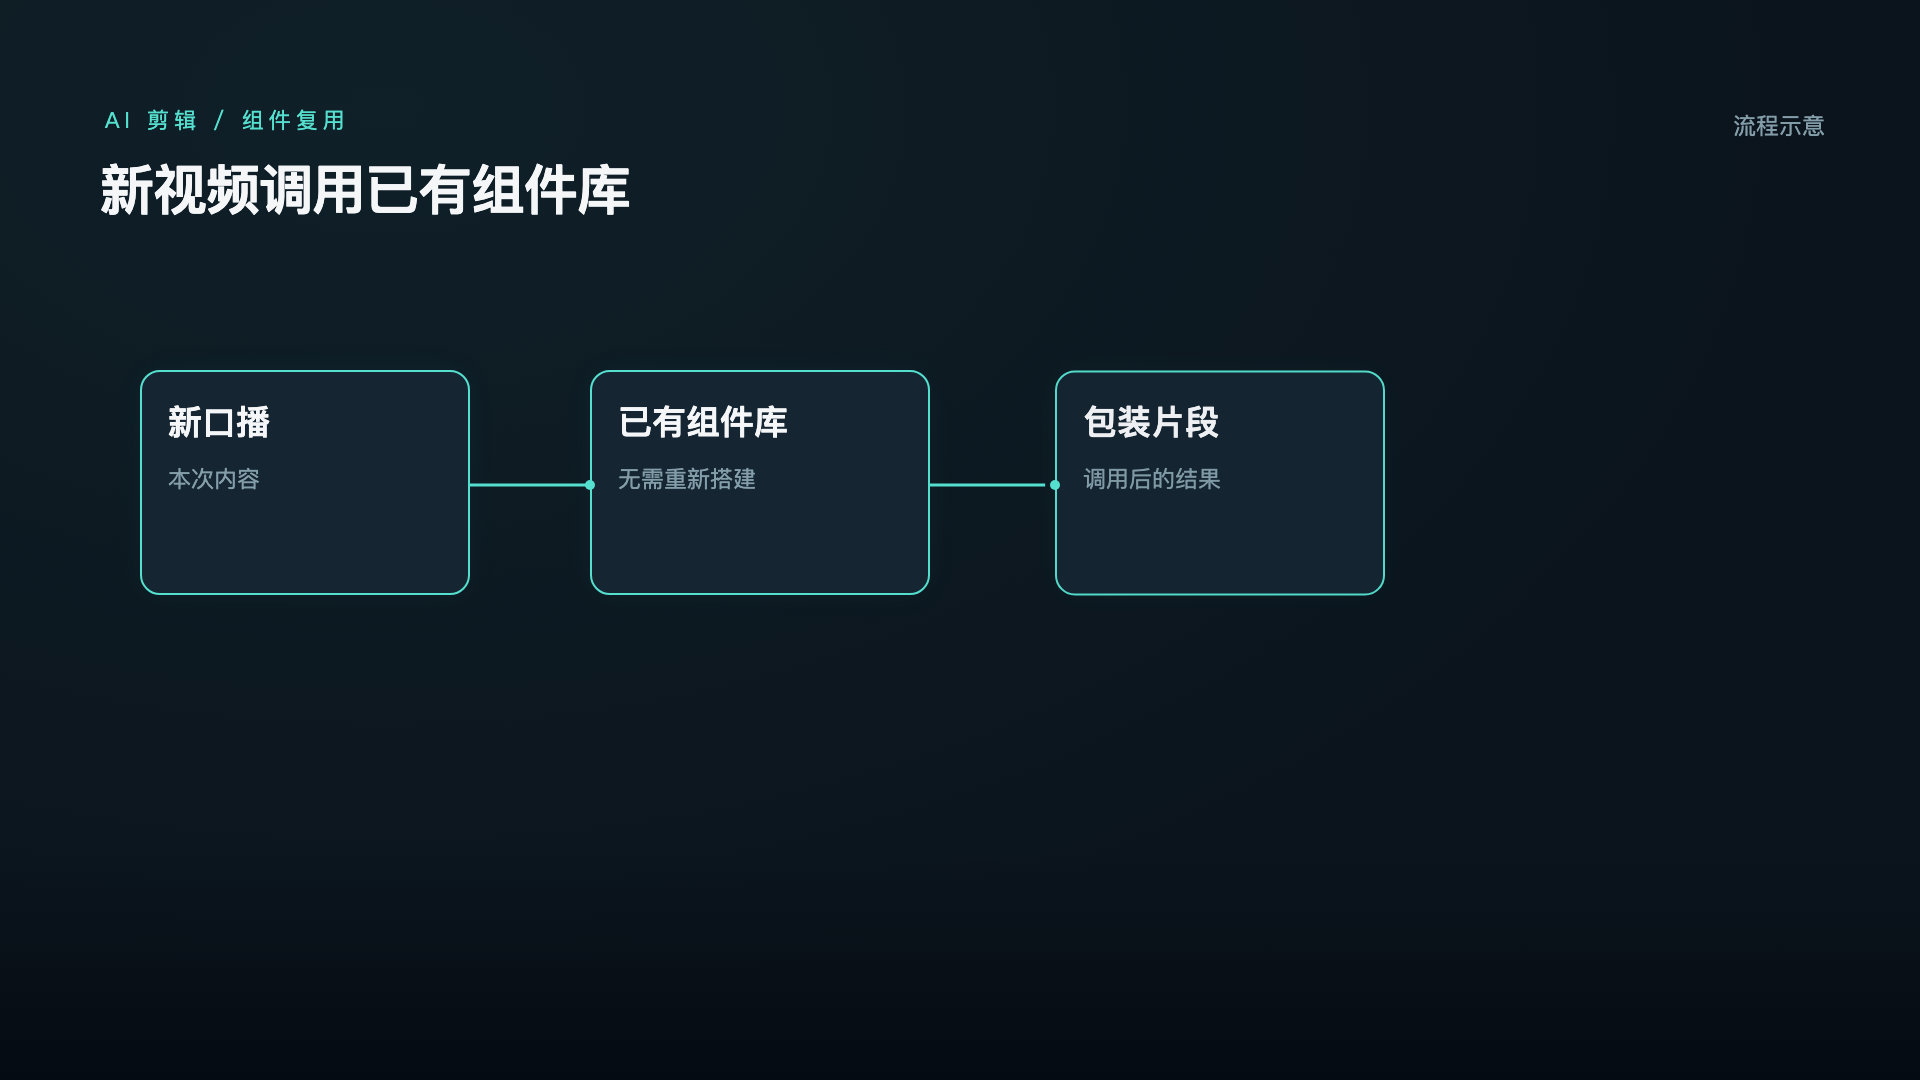 AI 剪辑 / 组件复用
流程示意
新视频调用已有组件库
新口播
本次内容
已有组件库
无需重新搭建
包装片段
调用后的结果